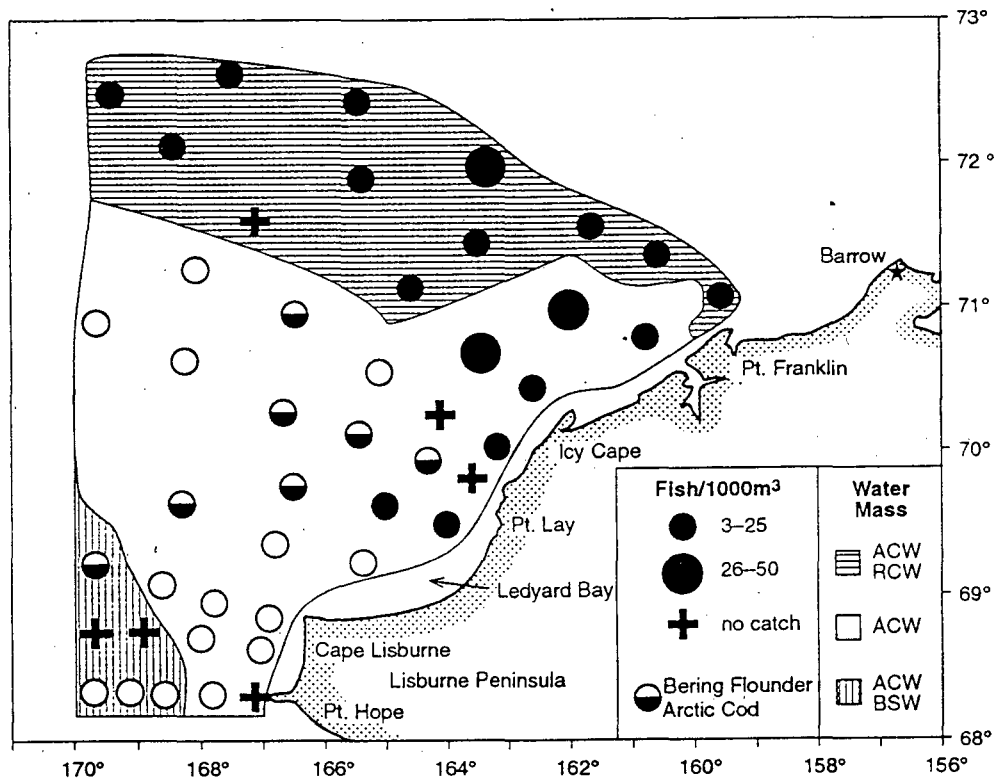 73°
72°
Barrow
71°
Pt. Franklin
70°
Icy Cape
Pt. Lay
Ledyard Bay
69°
Cape Lisburne
Lisburne Peninsula
Pt. Hope
68°
Fish/1000m³
3–25
26–50
no catch
Bering Flounder
Arctic Cod
Water
Mass
ACW
RCW
ACW
ACW
BSW
170° 168° 166° 164° 162° 160° 158° 156°